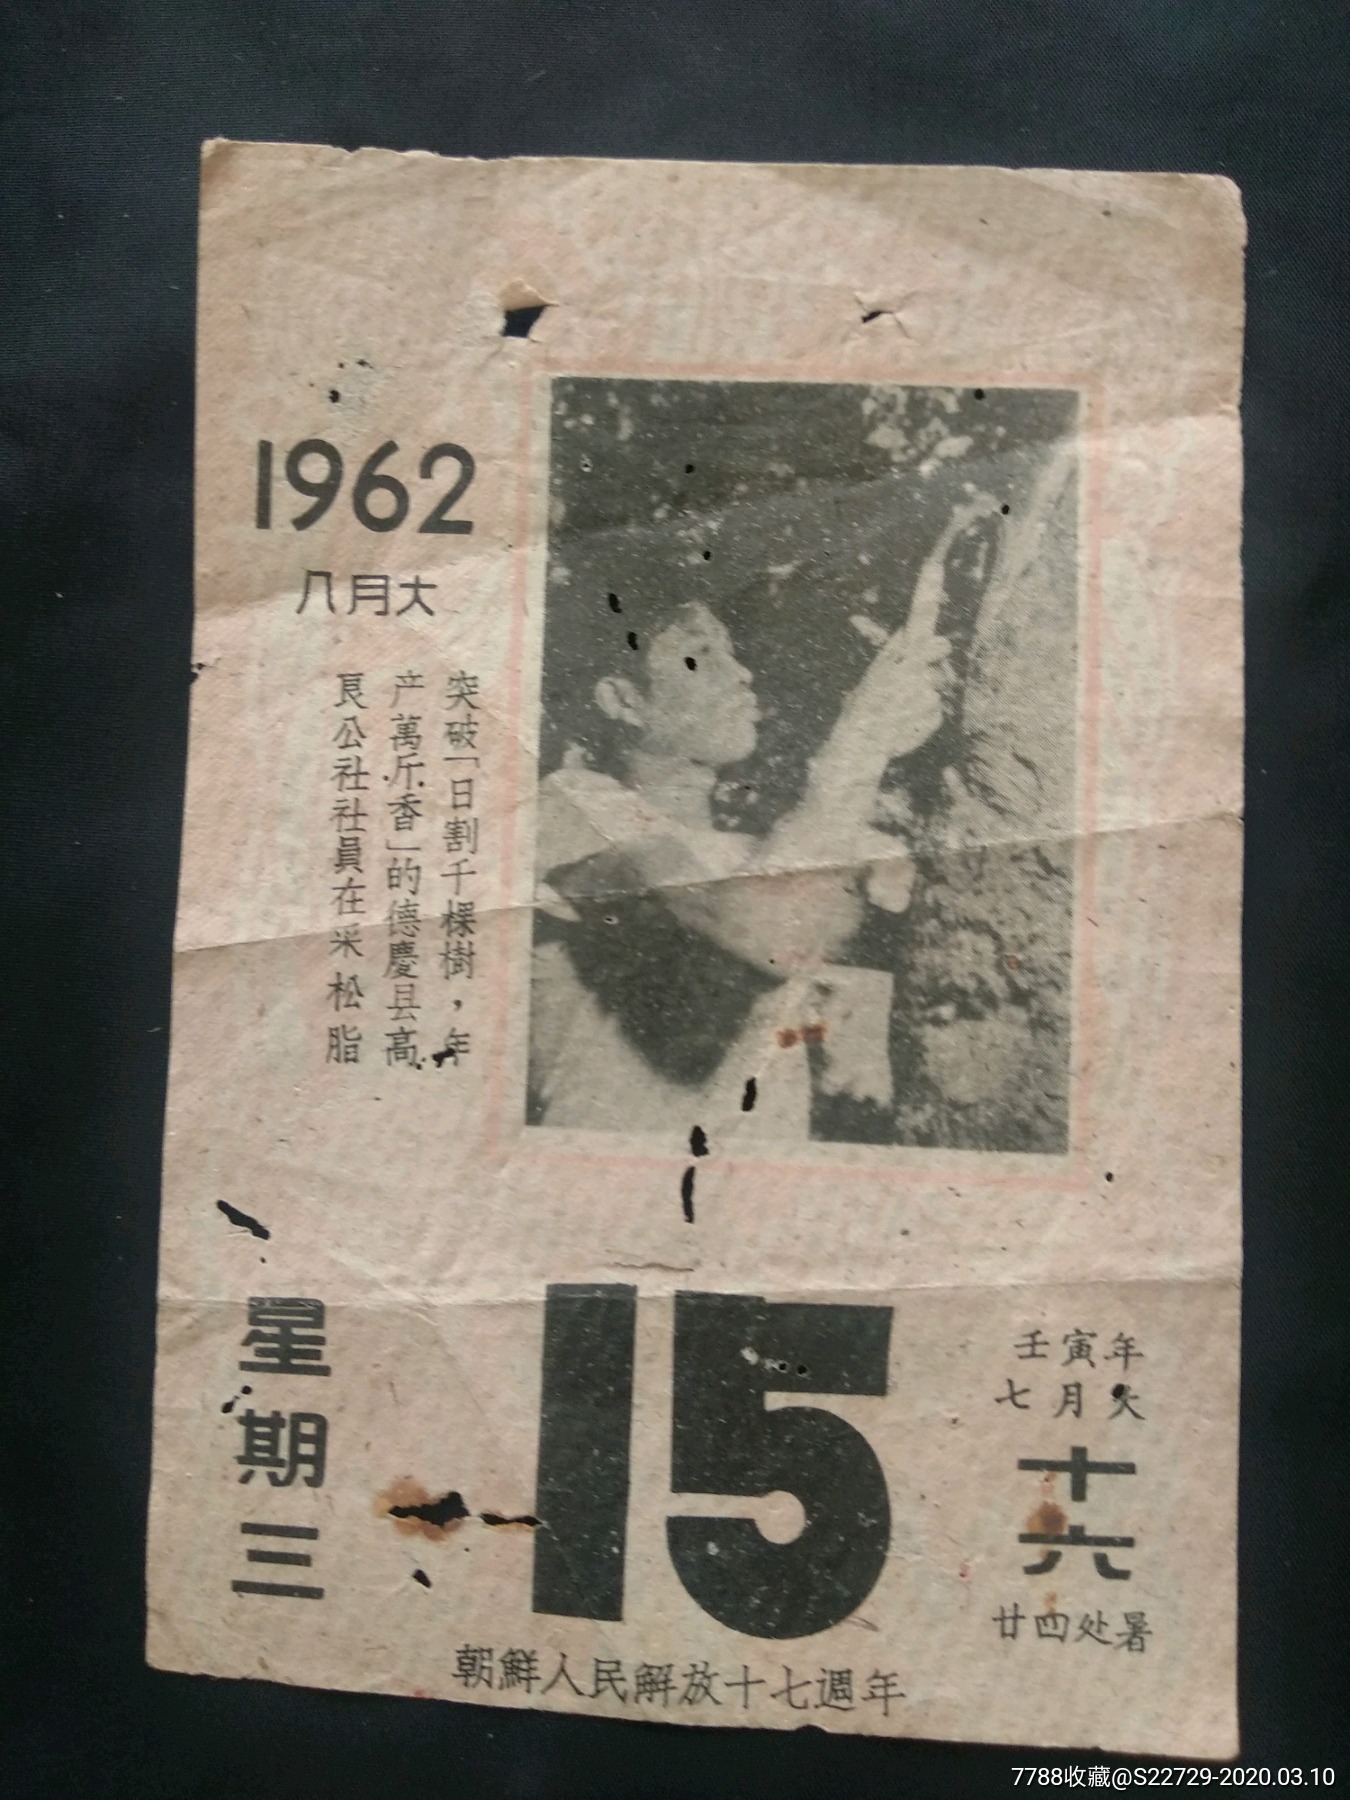 1962
八月大
突破「日割千棵樹，年
产萬斤香」的德慶县高
良公社社員在采松脂
星期三
15
壬寅年
七月大
十六
廿四处暑
朝鮮人民解放十七週年
7788收藏@S22729-2020.03.10